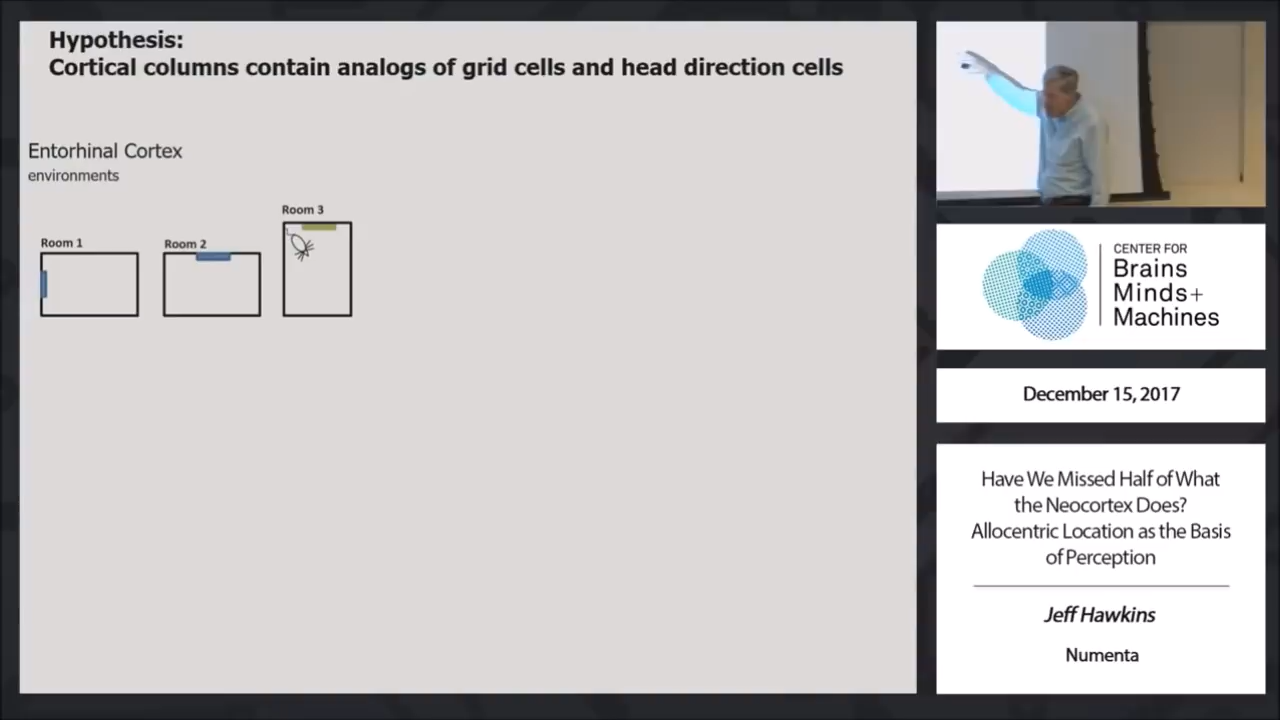 Hypothesis:
Cortical columns contain analogs of grid cells and head direction cells
Entorhinal Cortex
environments
Room 1
Room 2
Room 3
CENTER FOR
Brains
Minds+
Machines
December 15, 2017
Have We Missed Half of What
the Neocortex Does?
Allocentric Location as the Basis
of Perception
Jeff Hawkins
Numenta